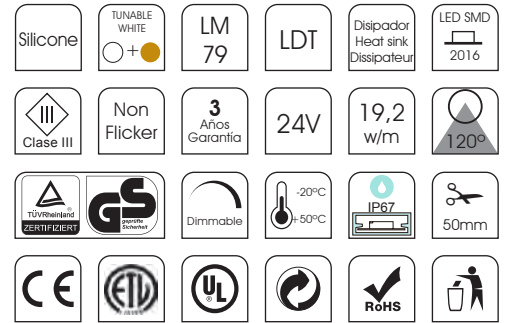 Silicone
TUNABLE
WHITE
+
LM
79
LDT
Disipador
Heat sink
Dissipateur
LED SMD
2016
III
Clase III
Non
Flicker
3
Años
Garantía
24V
19,2
w/m
120º
TÜVRheinland
ZERTIFIZIERT
GS
geprüfte
Sicherheit
Dimmable
-20ºC
+50ºC
IP67
50mm
CE
ETL
UL
®
RoHS